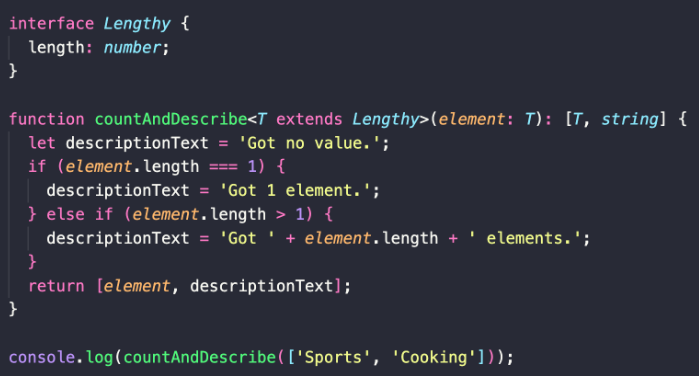 interface Lengthy {
  length: number;
}

function countAndDescribe<T extends Lengthy>(element: T): [T, string] {
  let descriptionText = 'Got no value.';
  if (element.length === 1) {
    descriptionText = 'Got 1 element.';
  } else if (element.length > 1) {
    descriptionText = 'Got ' + element.length + ' elements.';
  }
  return [element, descriptionText];
}

console.log(countAndDescribe(['Sports', 'Cooking']));